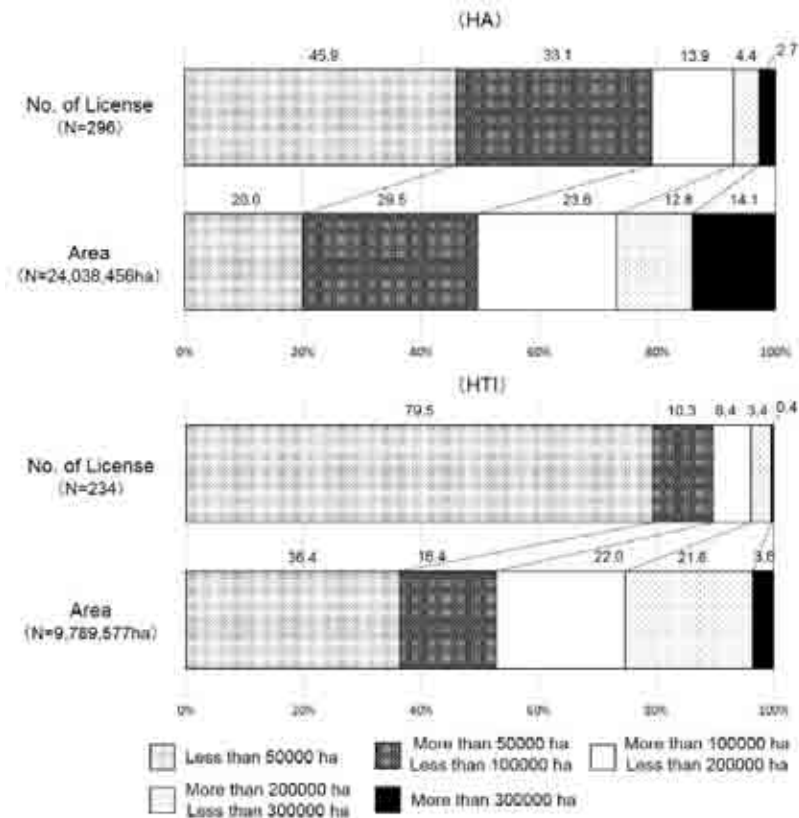 (HA)
45.9 33.1 13.9 4.4 2.7
No. of License
(N=296)
20.0 29.5 23.6 12.8 14.1
Area
(N=24,038,456ha)
0% 20% 40% 60% 80% 100%
(HTI)
79.5 10.3 6.4 3.4 0.4
No. of License
(N=234)
36.4 16.4 22.0 21.6 3.6
Area
(N=9,789,577ha)
0% 20% 40% 60% 80% 100%
Less than 50000 ha
More than 50000 ha
Less than 100000 ha
More than 100000 ha
Less than 200000 ha
More than 200000 ha
Less than 300000 ha
More than 300000 ha